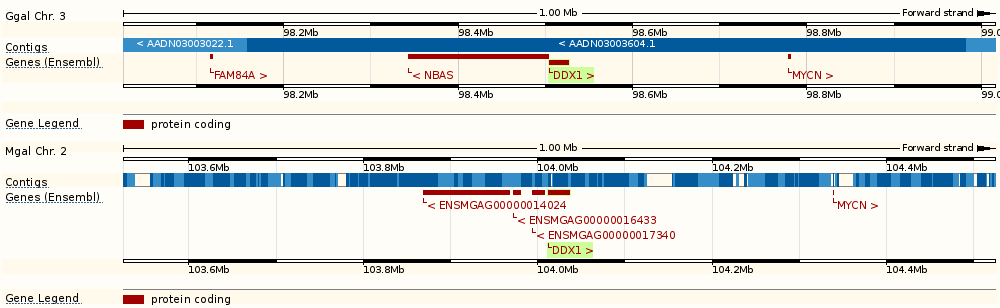 Ggal Chr. 3
1.00 Mb
Forward strand
98.2Mb 98.4Mb 98.6Mb 98.8Mb 99.0
Contigs
< AADN03003022.1 < AADN03003604.1
Genes (Ensembl)
FAM84A > < NBAS DDX1 > MYCN >
98.2Mb 98.4Mb 98.6Mb 98.8Mb 99.0
Gene Legend
protein coding
Mgal Chr. 2
1.00 Mb
Forward strand
103.6Mb 103.8Mb 104.0Mb 104.2Mb 104.4Mb
Contigs
Genes (Ensembl)
< ENSMGAG00000014024 MYCN >
< ENSMGAG00000016433
< ENSMGAG00000017340
DDX1 >
103.6Mb 103.8Mb 104.0Mb 104.2Mb 104.4Mb
Gene Legend
protein coding